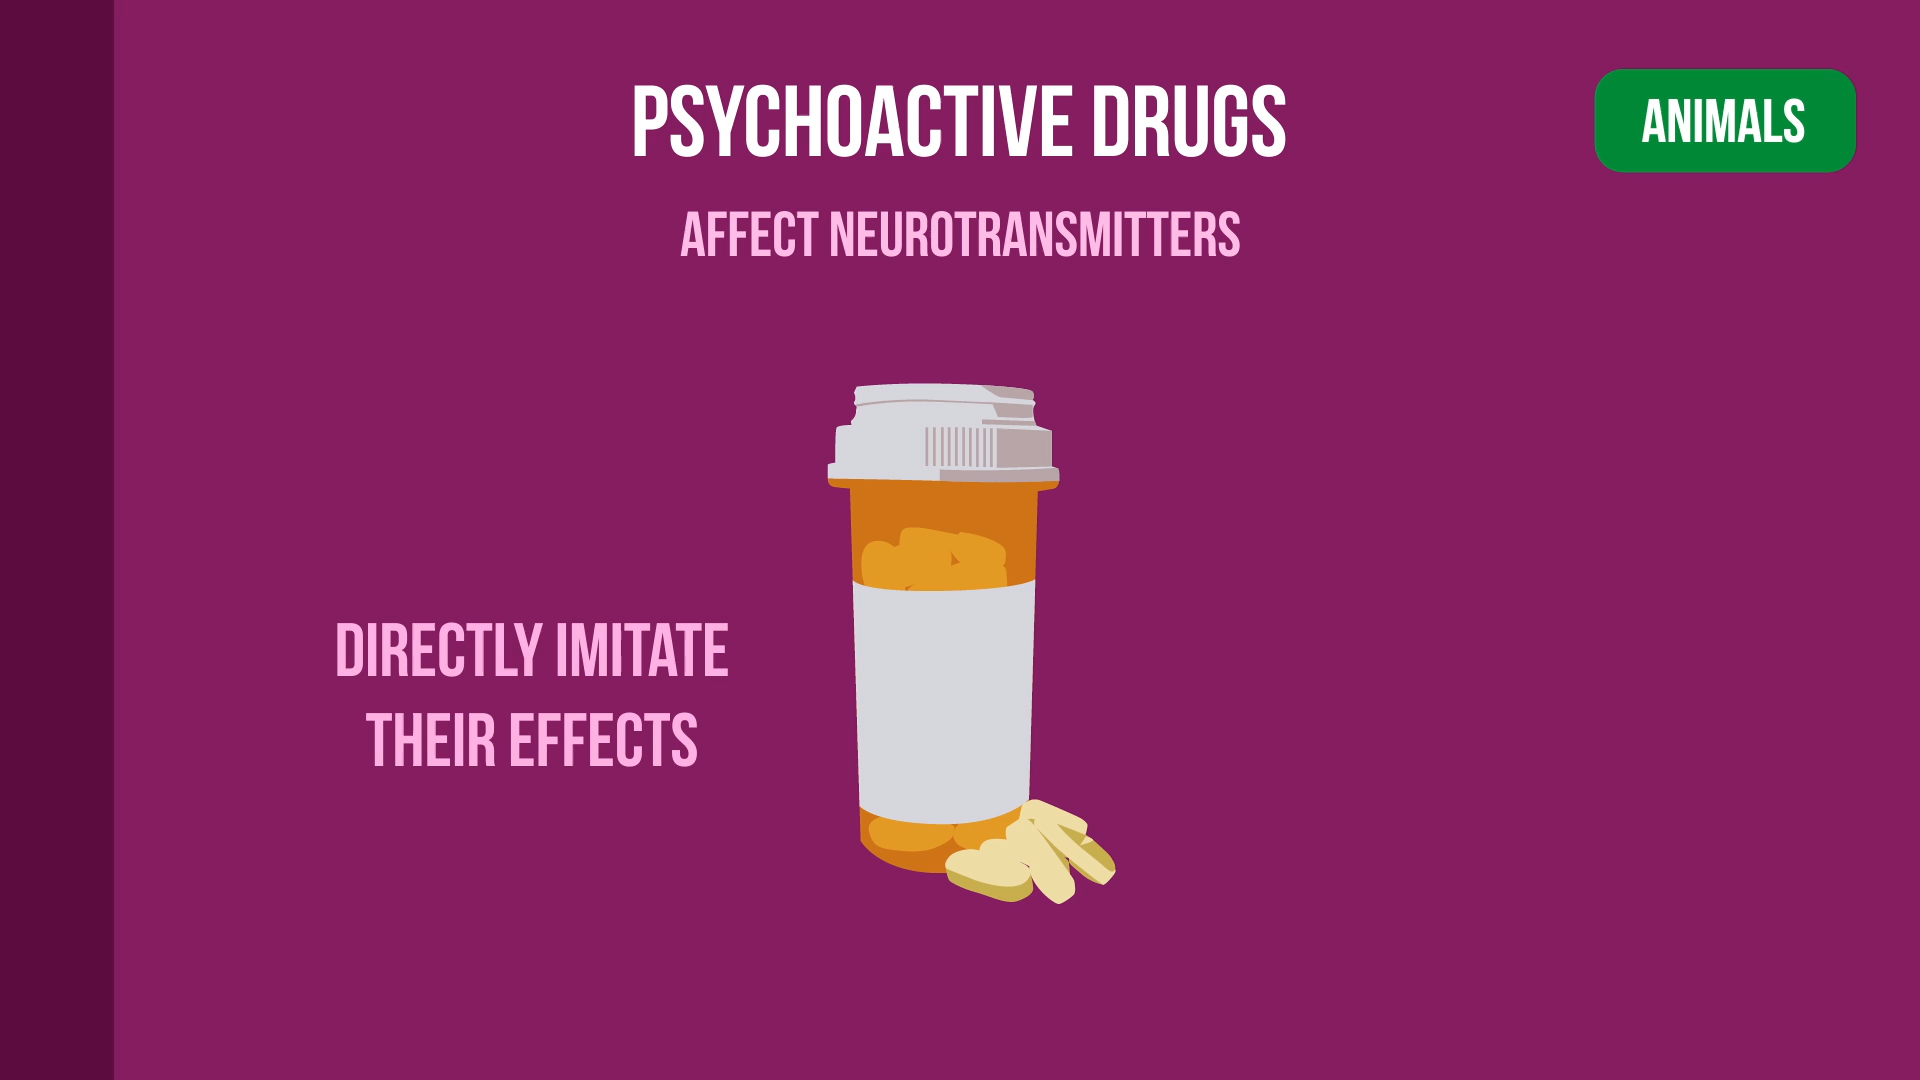 PSYCHOACTIVE DRUGS
ANIMALS
AFFECT NEUROTRANSMITTERS
DIRECTLY IMITATE
THEIR EFFECTS